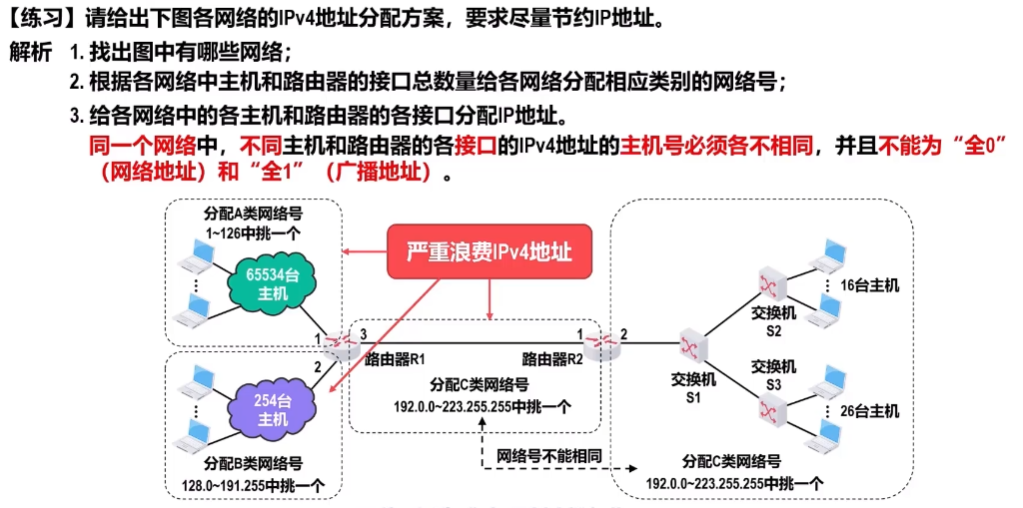 【练习】请给出下图各网络的IPv4地址分配方案，要求尽量节约IP地址。
解析 1. 找出图中有哪些网络；
2. 根据各网络中主机和路由器的接口总数量给各网络分配相应类别的网络号；
3. 给各网络中的各主机和路由器的各接口分配IP地址。
同一个网络中，不同主机和路由器的各接口的IPv4地址的主机号必须各不相同，并且不能为“全0”
（网络地址）和“全1”（广播地址）。
分配A类网络号
1~126中挑一个
65534台
主机
严重浪费IPv4地址
16台主机
交换机
S2
1
3
2
路由器R1
1
2
路由器R2
交换机
S1
交换机
S3
26台主机
254台
主机
分配C类网络号
192.0.0~223.255.255中挑一个
网络号不能相同
分配B类网络号
128.0~191.255中挑一个
分配C类网络号
192.0.0~223.255.255中挑一个